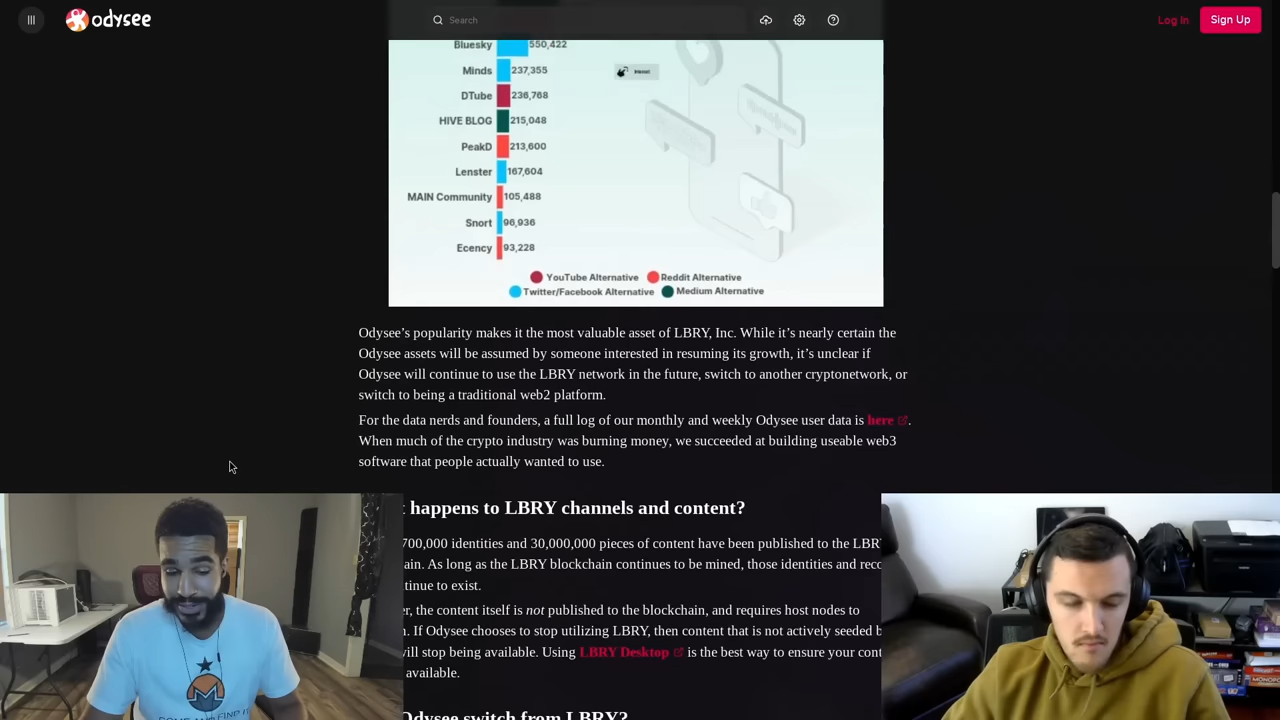 odysee
Search
Log In
Sign Up
Bluesky 550,422
Minds 237,355
DTube 236,768
HIVE BLOG 215,048
PeakD 213,600
Lenster 167,604
MAIN Community 105,488
Snort 96,936
Ecency 93,228
YouTube Alternative Reddit Alternative
Twitter/Facebook Alternative Medium Alternative
Odysee’s popularity makes it the most valuable asset of LBRY, Inc. While it’s nearly certain the
Odysee assets will be assumed by someone interested in resuming its growth, it’s unclear if
Odysee will continue to use the LBRY network in the future, switch to another cryptonetwork, or
switch to being a traditional web2 platform.
For the data nerds and founders, a full log of our monthly and weekly Odysee user data is here.
When much of the crypto industry was burning money, we succeeded at building useable web3
software that people actually wanted to use.
happens to LBRY channels and content?
700,000 identities and 30,000,000 pieces of content have been published to the LBR
ain. As long as the LBRY blockchain continues to be mined, those identities and reco
tinue to exist.
er, the content itself is not published to the blockchain, and requires host nodes to
. If Odysee chooses to stop utilizing LBRY, then content that is not actively seeded b
will stop being available. Using LBRY Desktop is the best way to ensure your cont
available.
Odysee switch from LBRY?
MONOPOLY